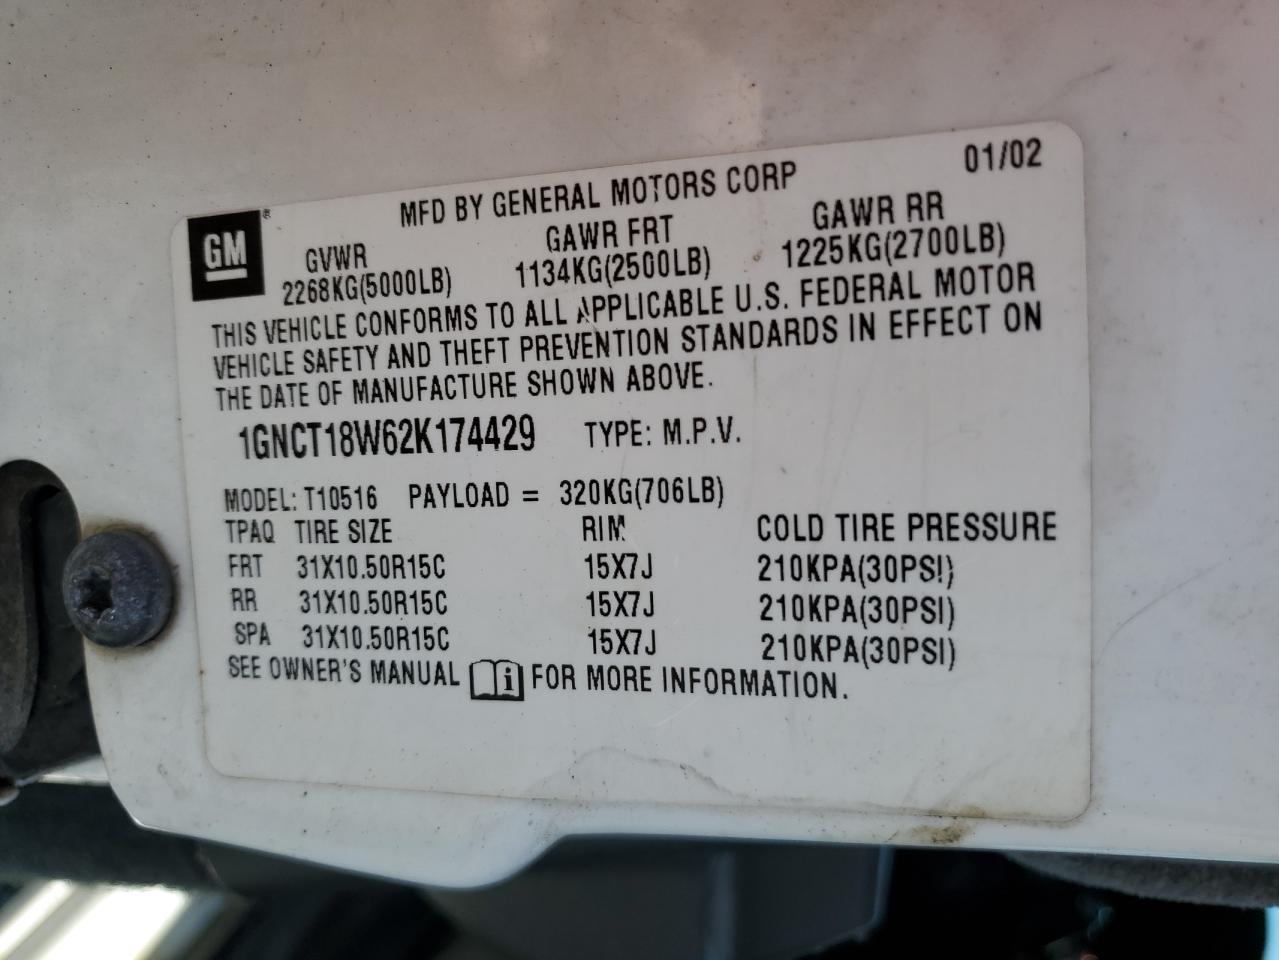 MFD BY GENERAL MOTORS CORP 01/02
GM ®
GVWR GAWR FRT GAWR RR
2268KG(5000LB) 1134KG(2500LB) 1225KG(2700LB)
THIS VEHICLE CONFORMS TO ALL APPLICABLE U.S. FEDERAL MOTOR
VEHICLE SAFETY AND THEFT PREVENTION STANDARDS IN EFFECT ON
THE DATE OF MANUFACTURE SHOWN ABOVE.
1GNCT18W62K174429 TYPE: M.P.V.
MODEL: T10516 PAYLOAD = 320KG(706LB)
TPAQ TIRE SIZE RIM COLD TIRE PRESSURE
FRT 31X10.50R15C 15X7J 210KPA(30PSI)
RR 31X10.50R15C 15X7J 210KPA(30PSI)
SPA 31X10.50R15C 15X7J 210KPA(30PSI)
SEE OWNER'S MANUAL i FOR MORE INFORMATION.